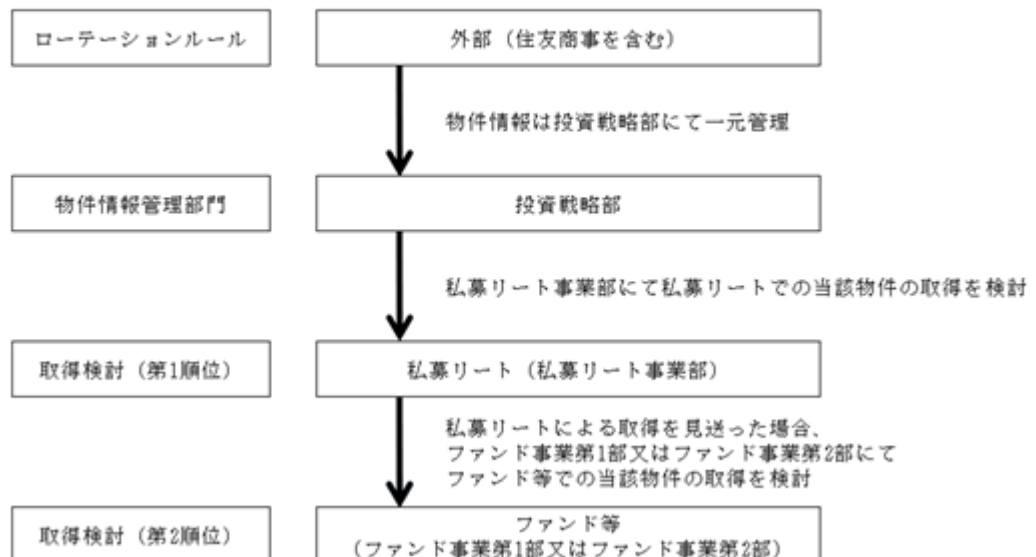 ローテーションルール
外部（住友商事を含む）
物件情報は投資戦略部にて一元管理
物件情報管理部門
投資戦略部
私募リート事業部にて私募リートでの当該物件の取得を検討
取得検討（第1順位）
私募リート（私募リート事業部）
私募リートによる取得を見送った場合、
ファンド事業第1部又はファンド事業第2部にて
ファンド等での当該物件の取得を検討
取得検討（第2順位）
ファンド等
（ファンド事業第1部又はファンド事業第2部）